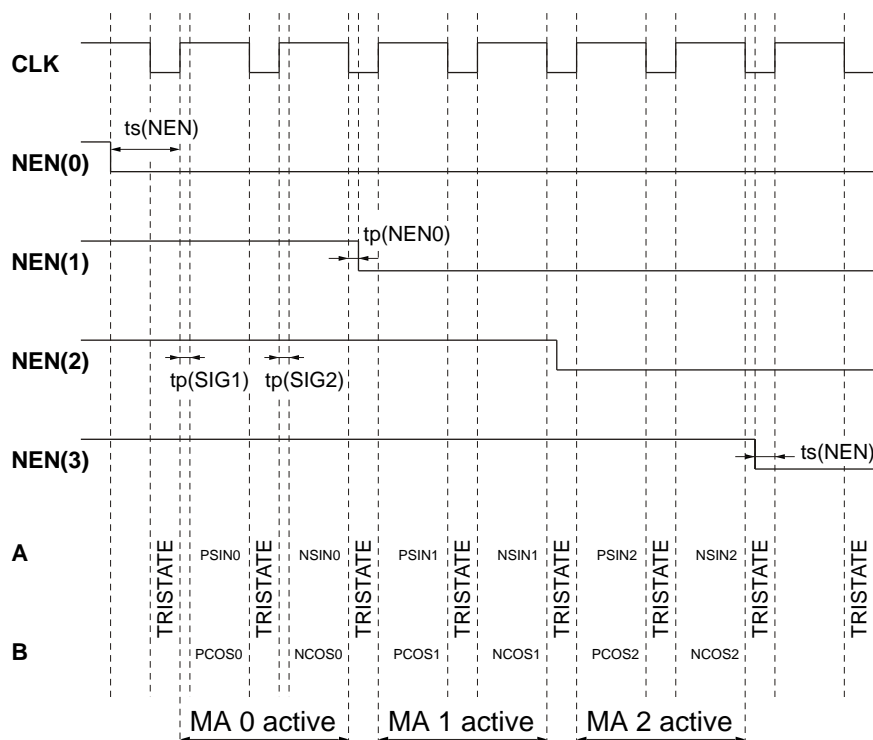 CLK
ts(NEN)
NEN(0)
tp(NEN0)
NEN(1)
NEN(2)
tp(SIG1) tp(SIG2)
NEN(3)
ts(NEN)
A
PSIN0 NSIN0 PSIN1 NSIN1 PSIN2 NSIN2
TRISTATE TRISTATE TRISTATE TRISTATE TRISTATE TRISTATE TRISTATE TRISTATE
B
PCOS0 NCOS0 PCOS1 NCOS1 PCOS2 NCOS2
MA 0 active MA 1 active MA 2 active